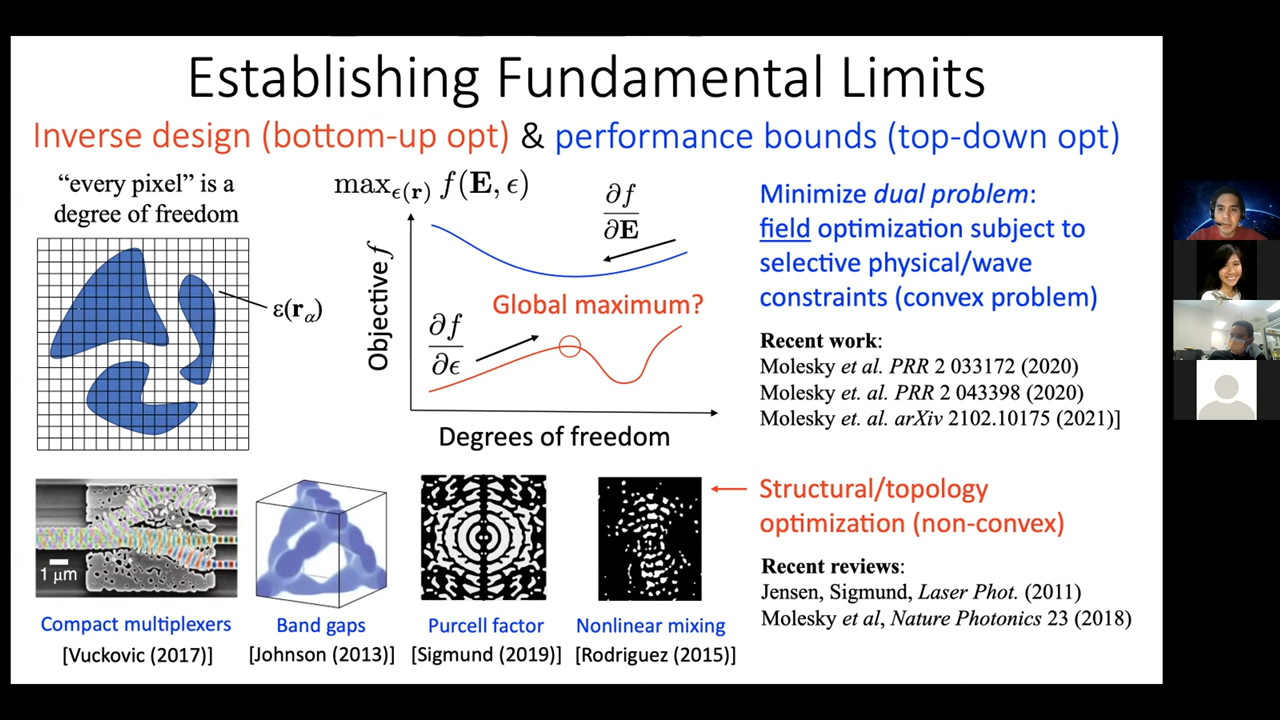 Establishing Fundamental Limits
Inverse design (bottom-up opt) & performance bounds (top-down opt)
“every pixel” is a
degree of freedom
ε(r_α)
max_ϵ(r) f(E, ϵ)
Objective f
∂f
∂E
Global maximum?
∂f
∂ϵ
Degrees of freedom
Minimize dual problem:
field optimization subject to
selective physical/wave
constraints (convex problem)
Recent work:
Molesky et al. PRR 2 033172 (2020)
Molesky et. al. PRR 2 043398 (2020)
Molesky et. al. arXiv 2102.10175 (2021)]
1 μm
Compact multiplexers
[Vuckovic (2017)]
Band gaps
[Johnson (2013)]
Purcell factor
[Sigmund (2019)]
Nonlinear mixing
[Rodriguez (2015)]
Structural/topology
optimization (non-convex)
Recent reviews:
Jensen, Sigmund, Laser Phot. (2011)
Molesky et al, Nature Photonics 23 (2018)